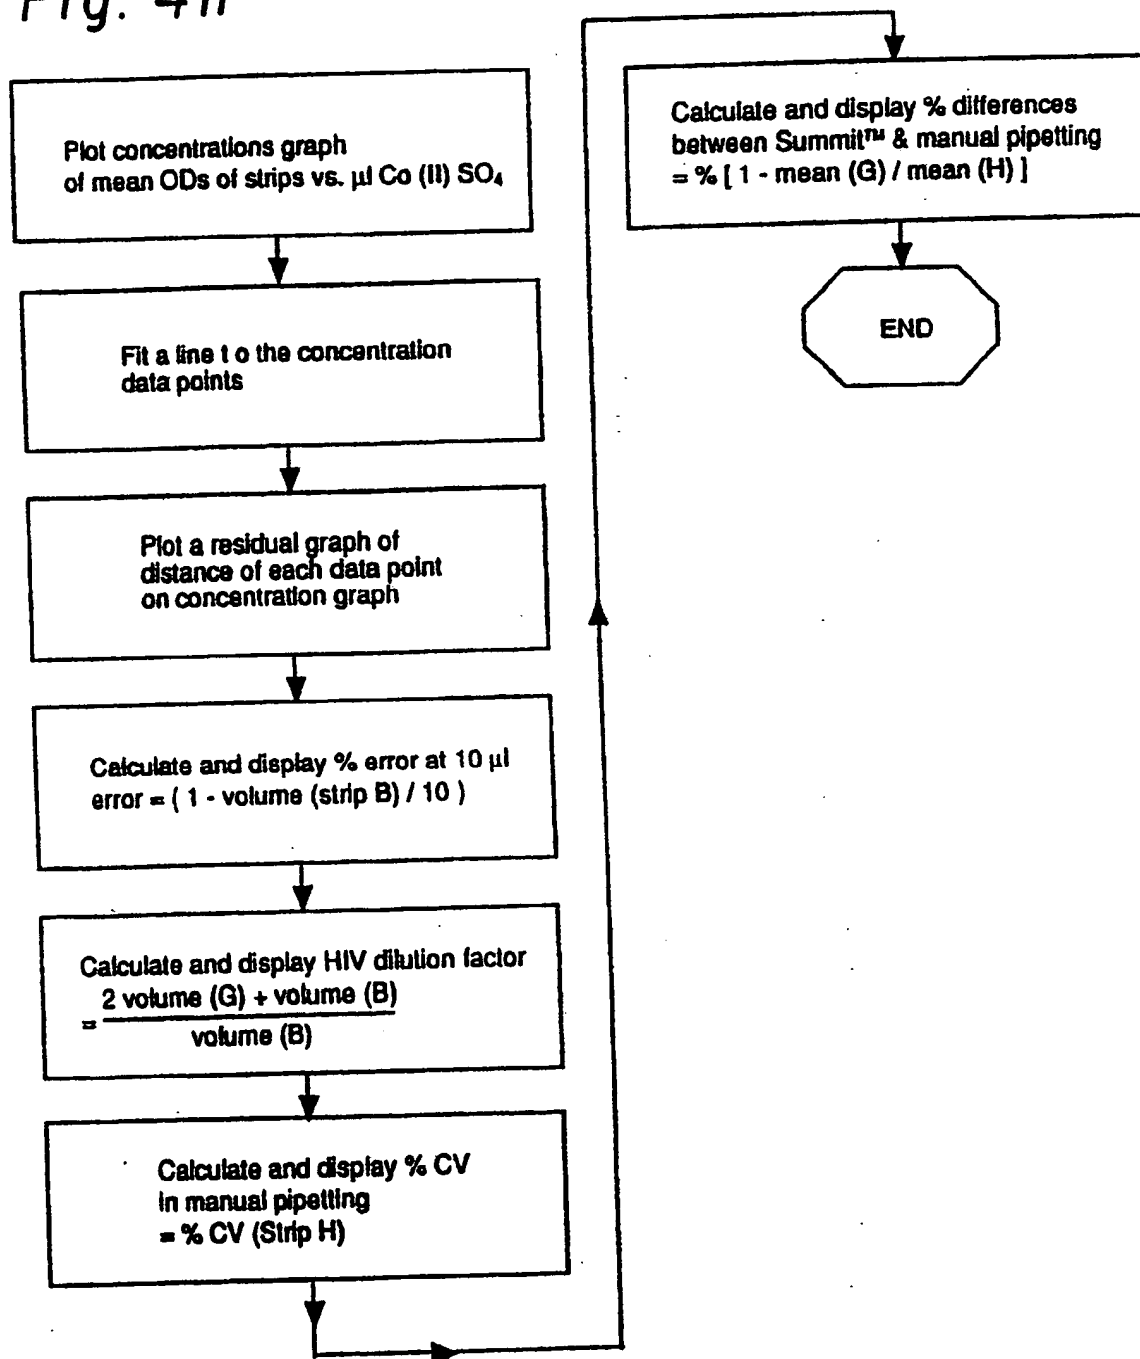 Fig. 4h
Plot concentrations graph
of mean ODs of strips vs. µl Co (II) SO₄
Fit a line t o the concentration
data points
Plot a residual graph of
distance of each data point
on concentration graph
Calculate and display % error at 10 µl
error = ( 1 - volume (strip B) / 10 )
Calculate and display HIV dilution factor
= 2 volume (G) + volume (B)
volume (B)
Calculate and display % CV
in manual pipetting
= % CV (Strip H)
Calculate and display % differences
between Summit™ & manual pipetting
= % [ 1 - mean (G) / mean (H) ]
END